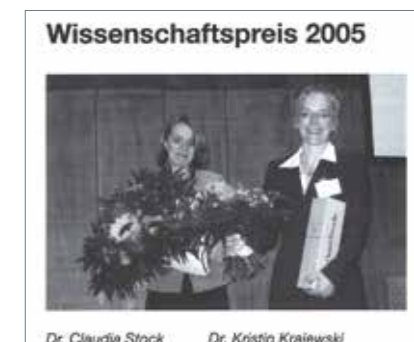 Wissenschaftspreis 2005
Dr. Claudia Stock Dr. Kristin Krajewski